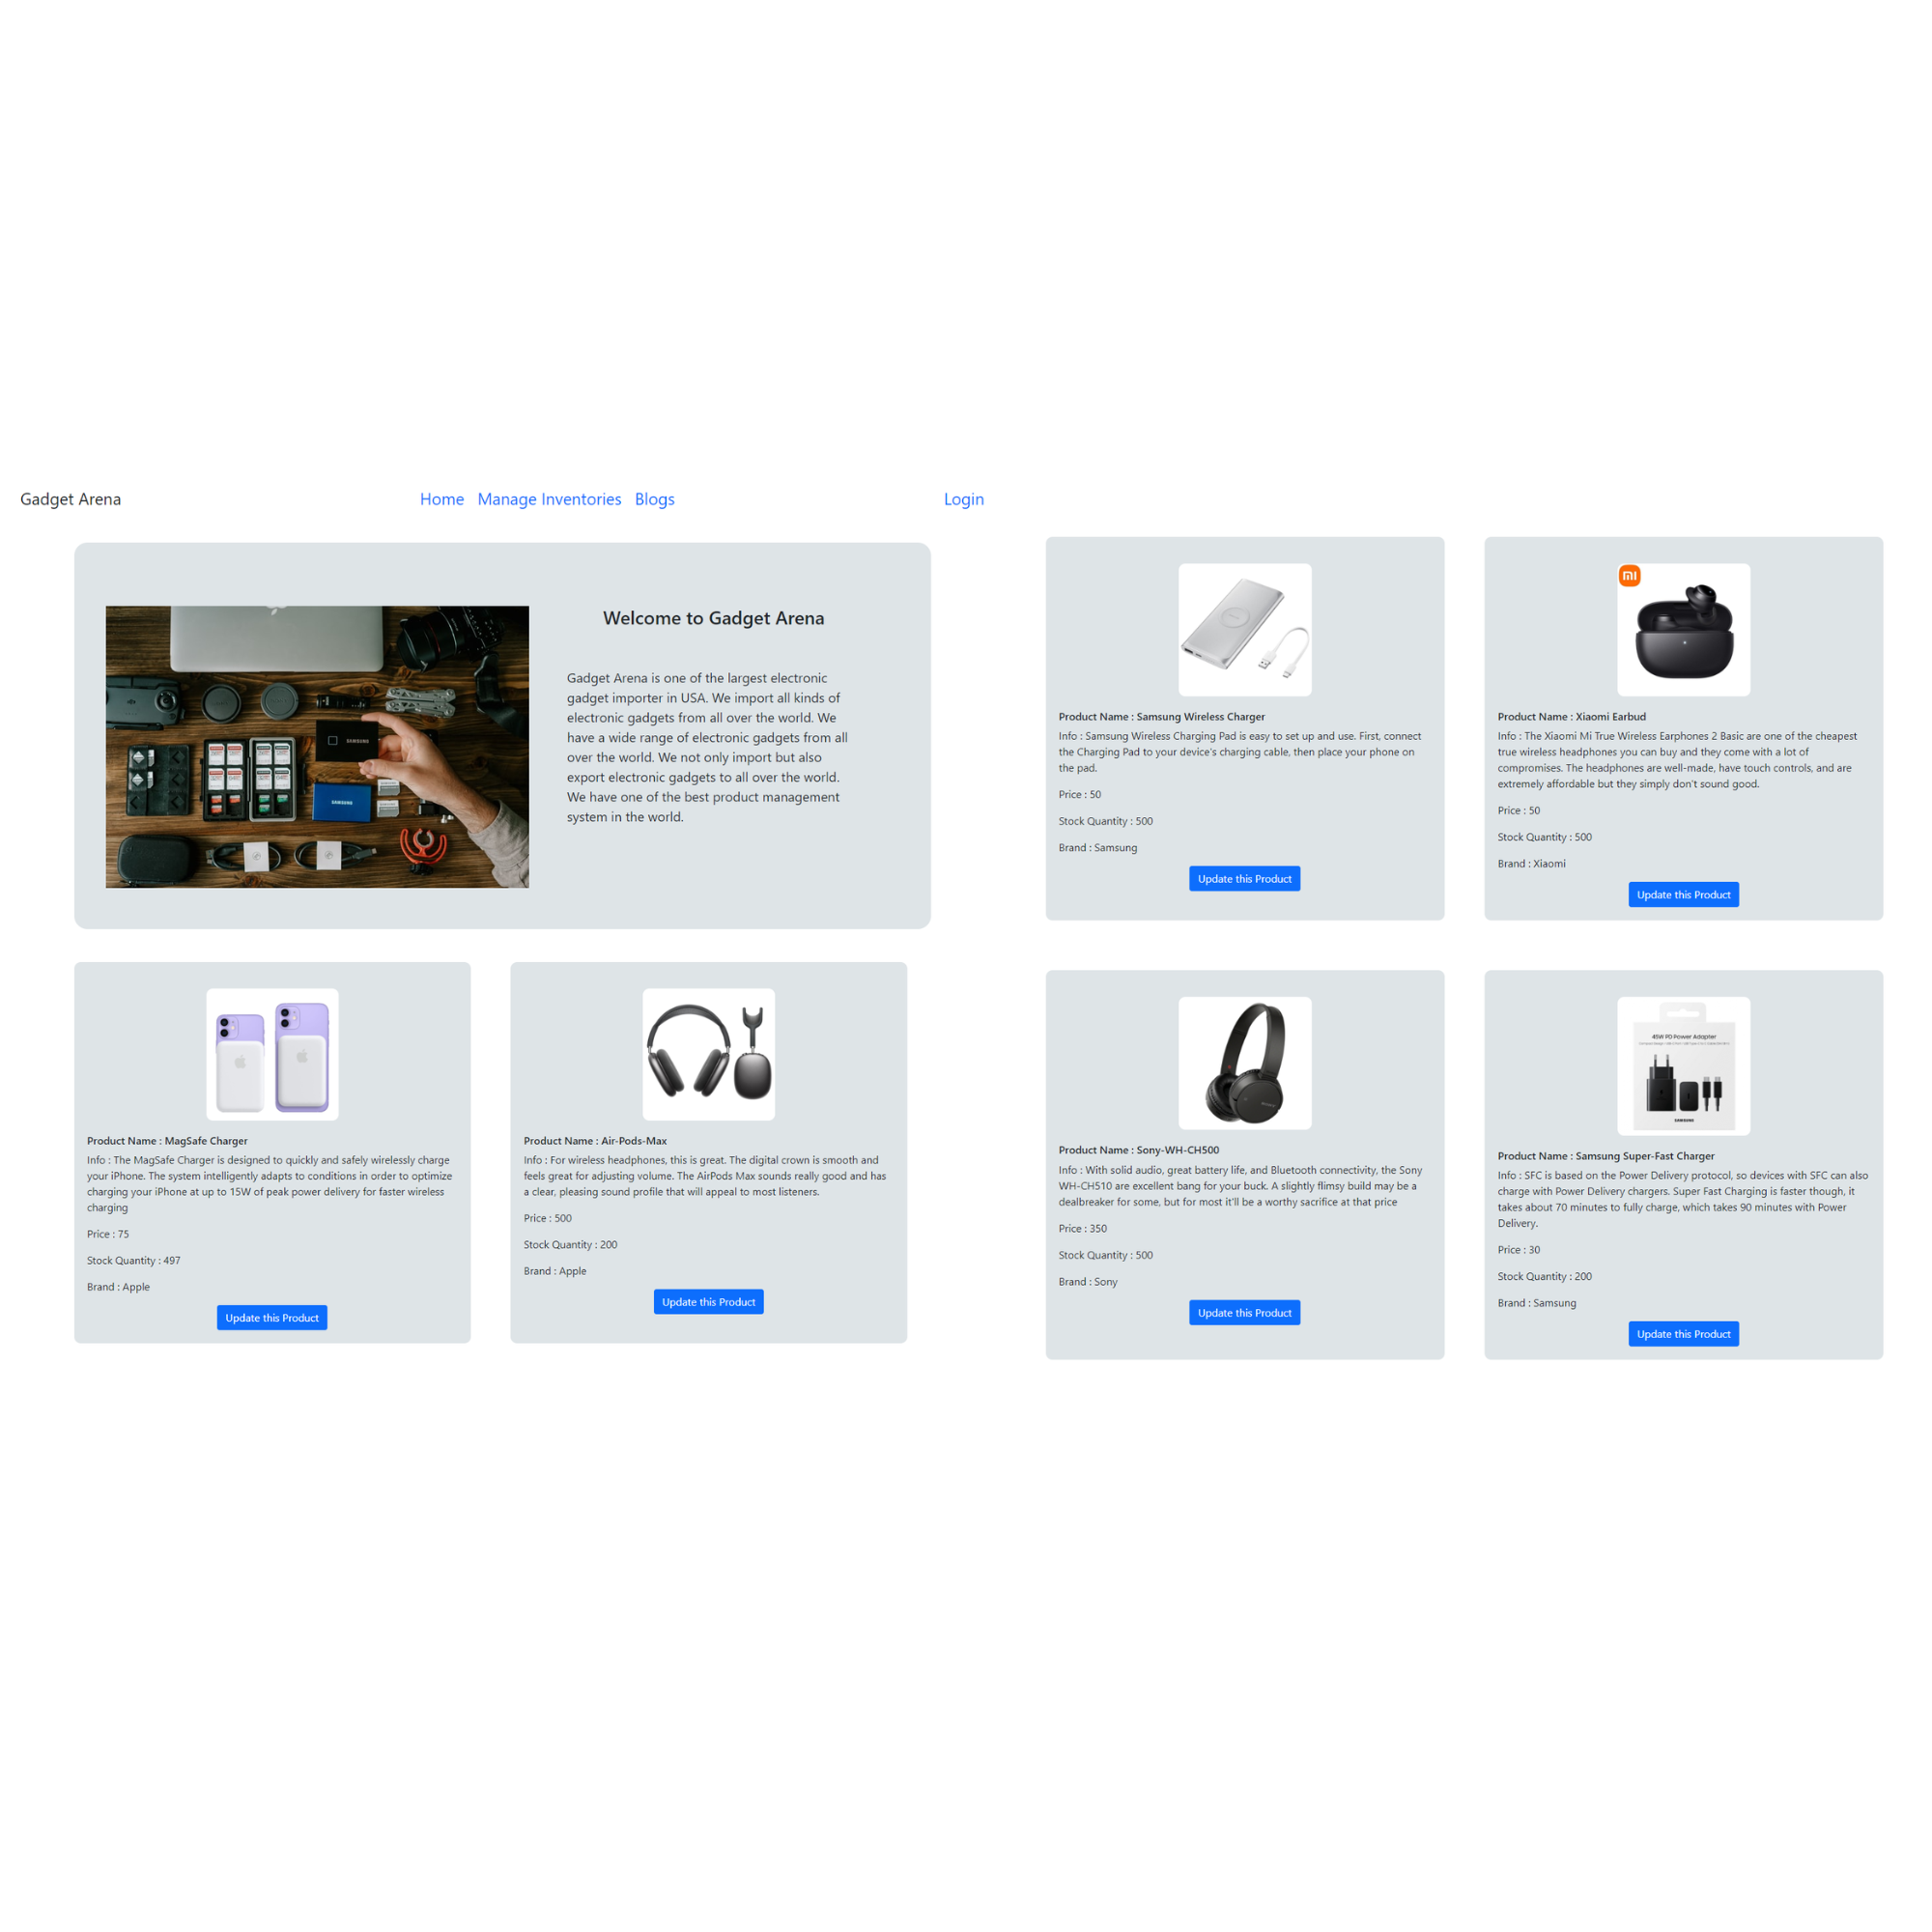 Gadget Arena
Home Manage Inventories Blogs
Login
SAMSUNG
SAMSUNG
Welcome to Gadget Arena
Gadget Arena is one of the largest electronic
gadget importer in USA. We import all kinds of
electronic gadgets from all over the world. We
have a wide range of electronic gadgets from all
over the world. We not only import but also
export electronic gadgets to all over the world.
We have one of the best product management
system in the world.
Product Name : MagSafe Charger
Info : The MagSafe Charger is designed to quickly and safely wirelessly charge
your iPhone. The system intelligently adapts to conditions in order to optimize
charging your iPhone at up to 15W of peak power delivery for faster wireless
charging
Price : 75
Stock Quantity : 497
Brand : Apple
Update this Product
Product Name : Air-Pods-Max
Info : For wireless headphones, this is great. The digital crown is smooth and
feels great for adjusting volume. The AirPods Max sounds really good and has
a clear, pleasing sound profile that will appeal to most listeners.
Price : 500
Stock Quantity : 200
Brand : Apple
Update this Product
Product Name : Samsung Wireless Charger
Info : Samsung Wireless Charging Pad is easy to set up and use. First, connect
the Charging Pad to your device's charging cable, then place your phone on
the pad.
Price : 50
Stock Quantity : 500
Brand : Samsung
Update this Product
mi
Product Name : Xiaomi Earbud
Info : The Xiaomi Mi True Wireless Earphones 2 Basic are one of the cheapest
true wireless headphones you can buy and they come with a lot of
compromises. The headphones are well-made, have touch controls, and are
extremely affordable but they simply don't sound good.
Price : 50
Stock Quantity : 500
Brand : Xiaomi
Update this Product
SONY
Product Name : Sony-WH-CH500
Info : With solid audio, great battery life, and Bluetooth connectivity, the Sony
WH-CH510 are excellent bang for your buck. A slightly flimsy build may be a
dealbreaker for some, but for most it'll be a worthy sacrifice at that price
Price : 350
Stock Quantity : 500
Brand : Sony
Update this Product
45W PD Power Adapter
SAMSUNG
Product Name : Samsung Super-Fast Charger
Info : SFC is based on the Power Delivery protocol, so devices with SFC can also
charge with Power Delivery chargers. Super Fast Charging is faster though, it
takes about 70 minutes to fully charge, which takes 90 minutes with Power
Delivery.
Price : 30
Stock Quantity : 200
Brand : Samsung
Update this Product